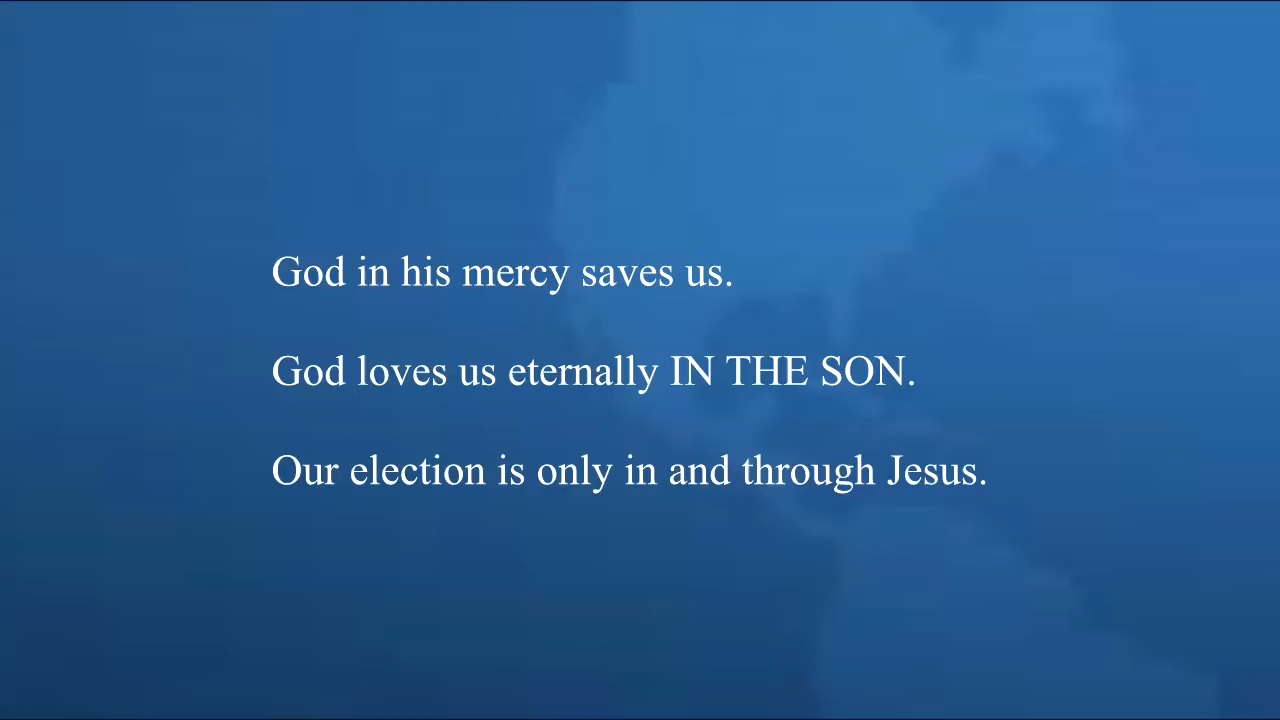 God in his mercy saves us.
God loves us eternally IN THE SON.
Our election is only in and through Jesus.